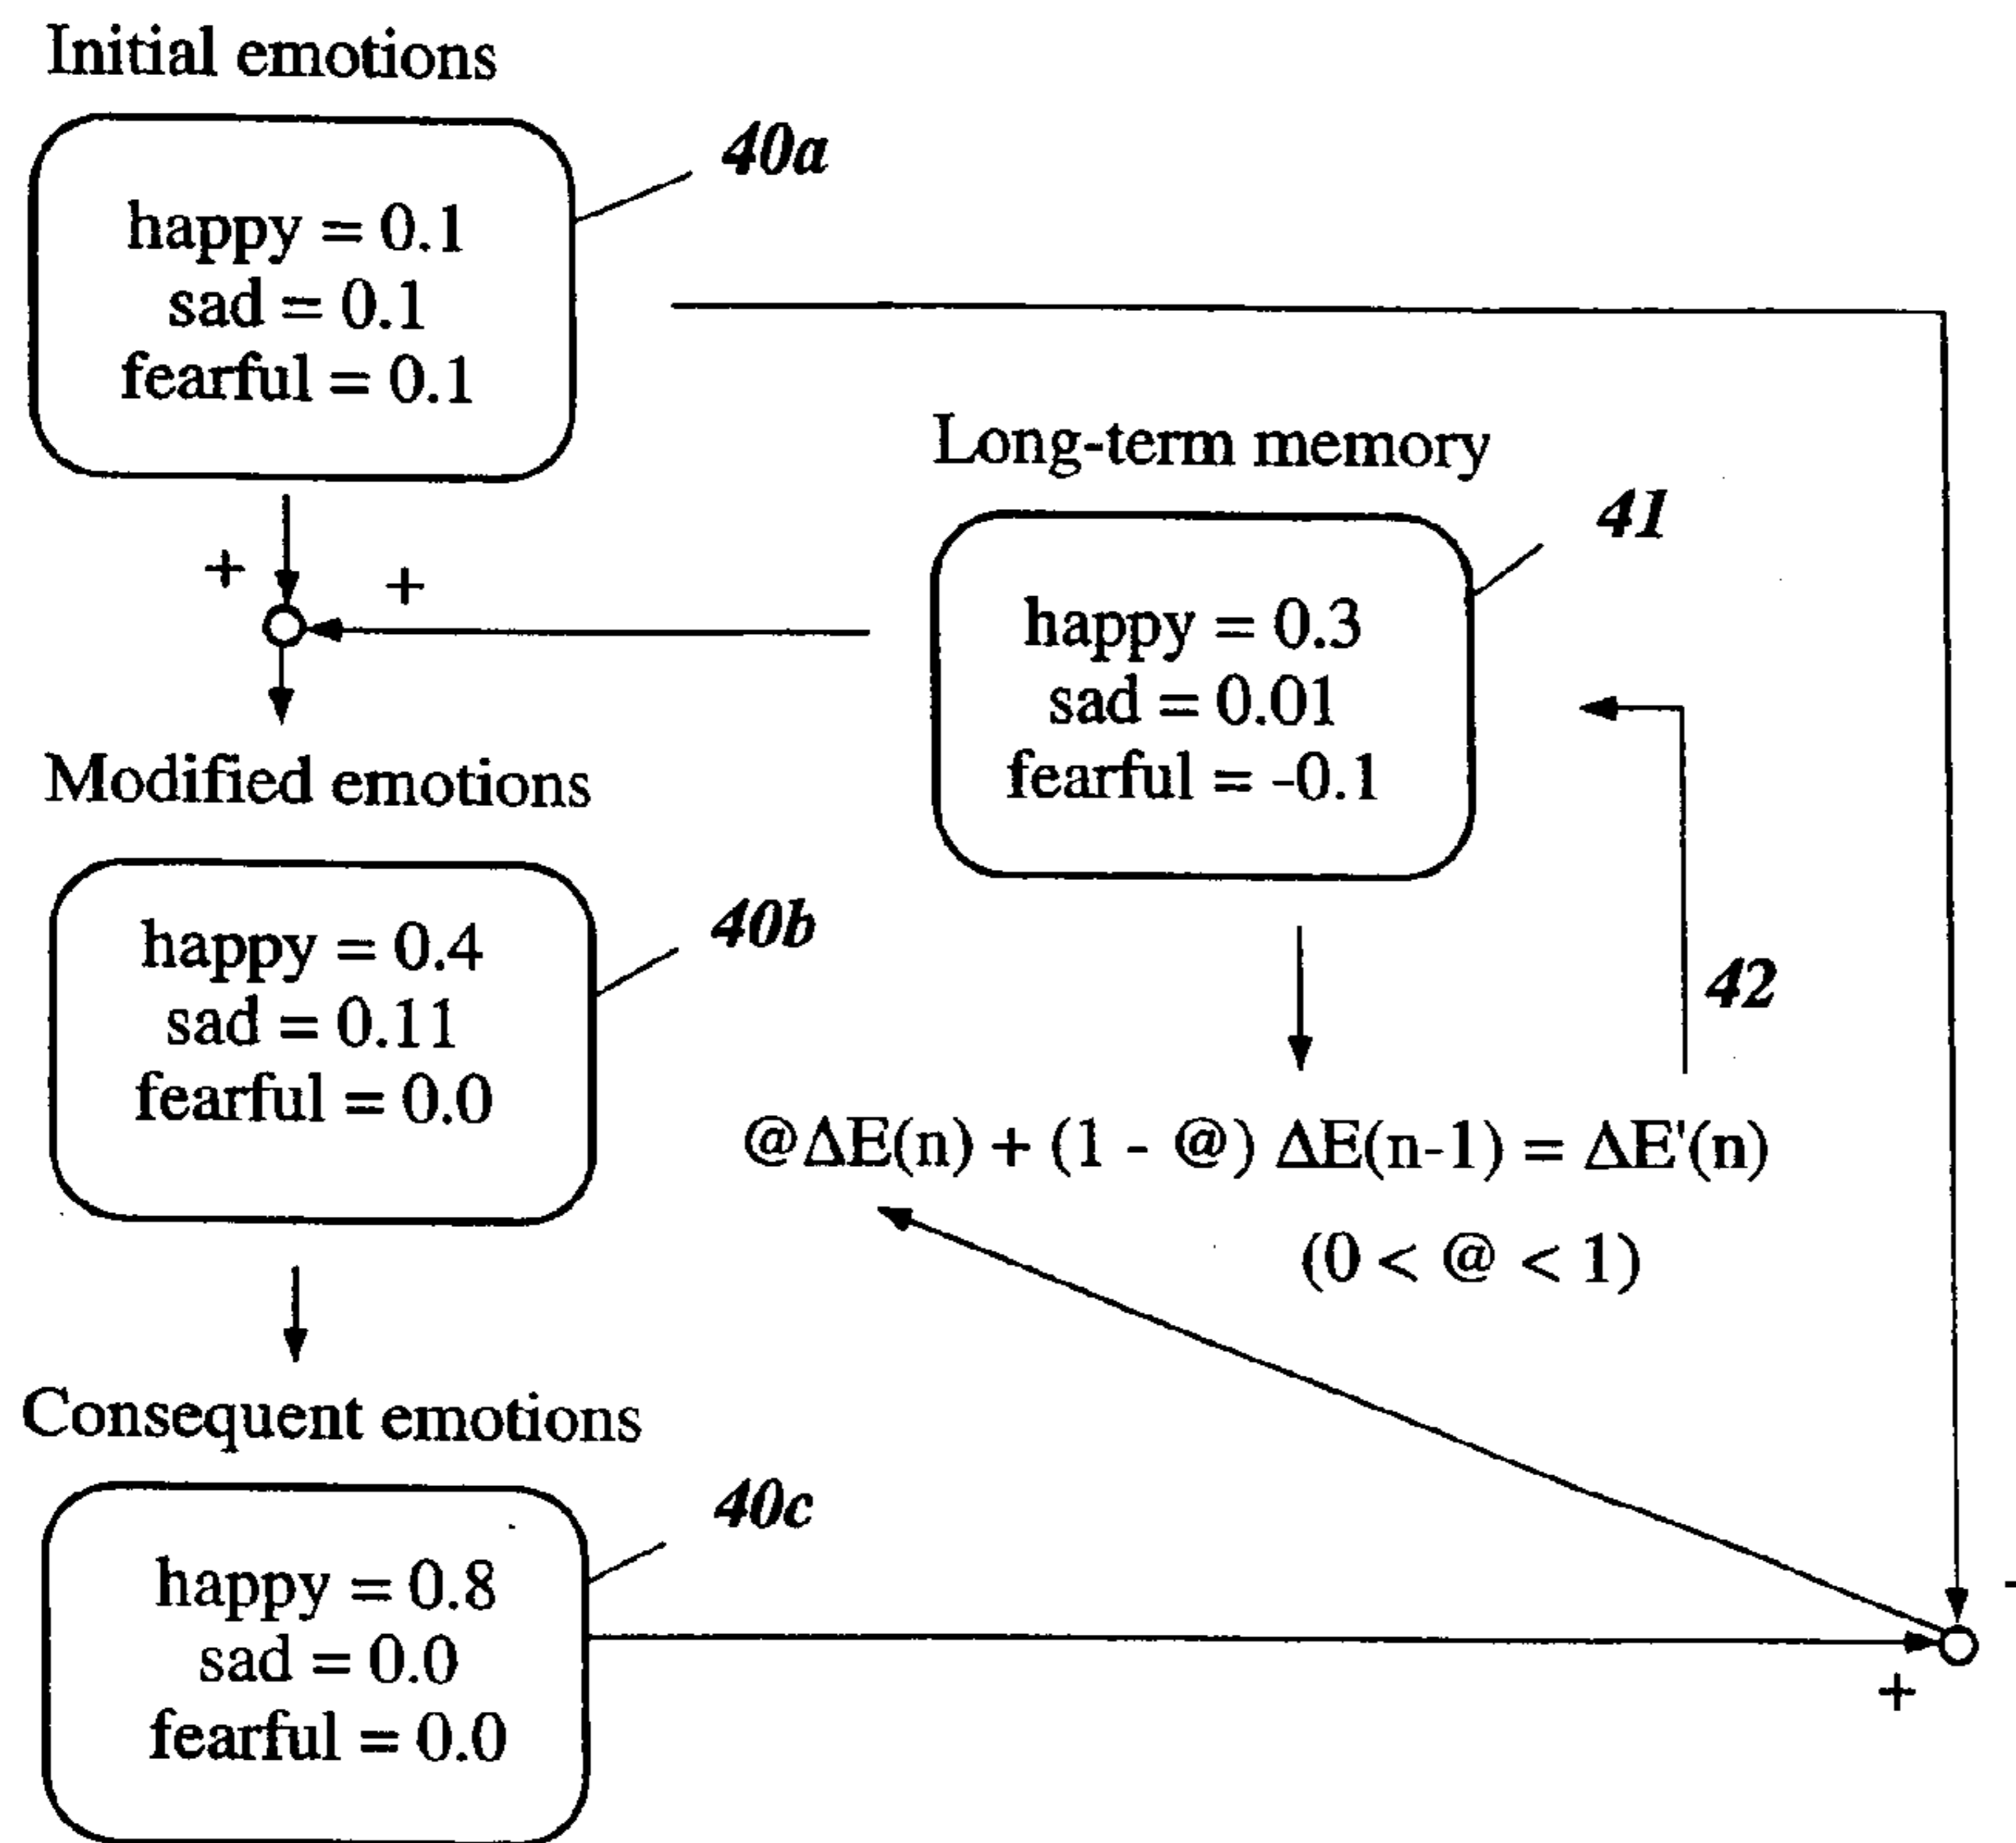 Initial emotions
40a
happy = 0.1
sad = 0.1
fearful = 0.1
+
+
Long-term memory
41
happy = 0.3
sad = 0.01
fearful = -0.1
Modified emotions
40b
happy = 0.4
sad = 0.11
fearful = 0.0
42
@ΔE(n) + (1 - @) ΔE(n-1) = ΔE'(n)
(0 < @ < 1)
Consequent emotions
40c
happy = 0.8
sad = 0.0
fearful = 0.0
-
+